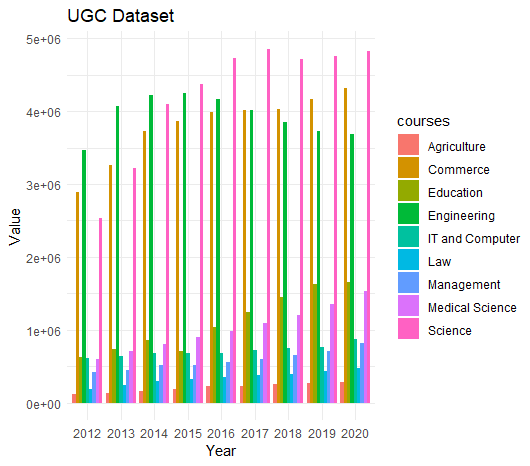 UGC Dataset
5e+06
4e+06
3e+06
2e+06
1e+06
0e+00
Value
2012 2013 2014 2015 2016 2017 2018 2019 2020
Year
courses
Agriculture
Commerce
Education
Engineering
IT and Computer
Law
Management
Medical Science
Science